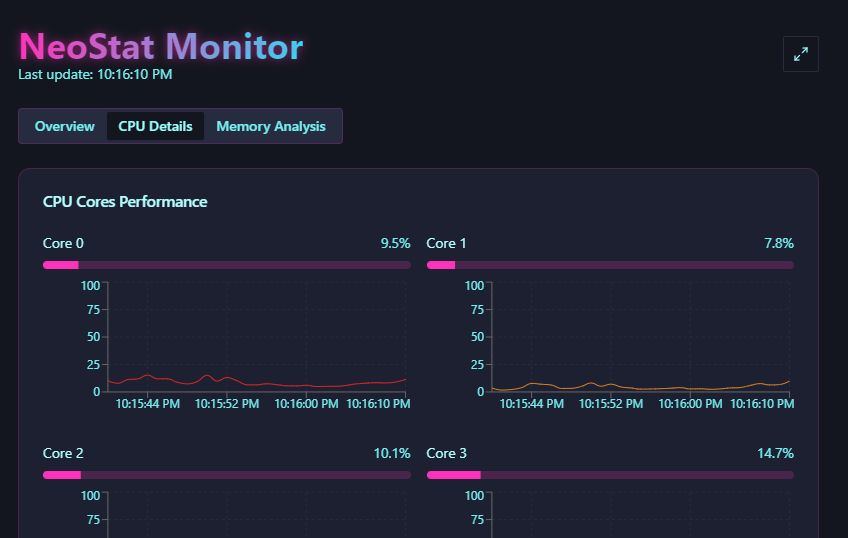 NeoStat Monitor
Last update: 10:16:10 PM
Overview CPU Details Memory Analysis
CPU Cores Performance
Core 0 9.5%
100
75
50
25
0
10:15:44 PM 10:15:52 PM 10:16:00 PM 10:16:10 PM
Core 1 7.8%
100
75
50
25
0
10:15:44 PM 10:15:52 PM 10:16:00 PM 10:16:10 PM
Core 2 10.1%
100
75
Core 3 14.7%
100
75